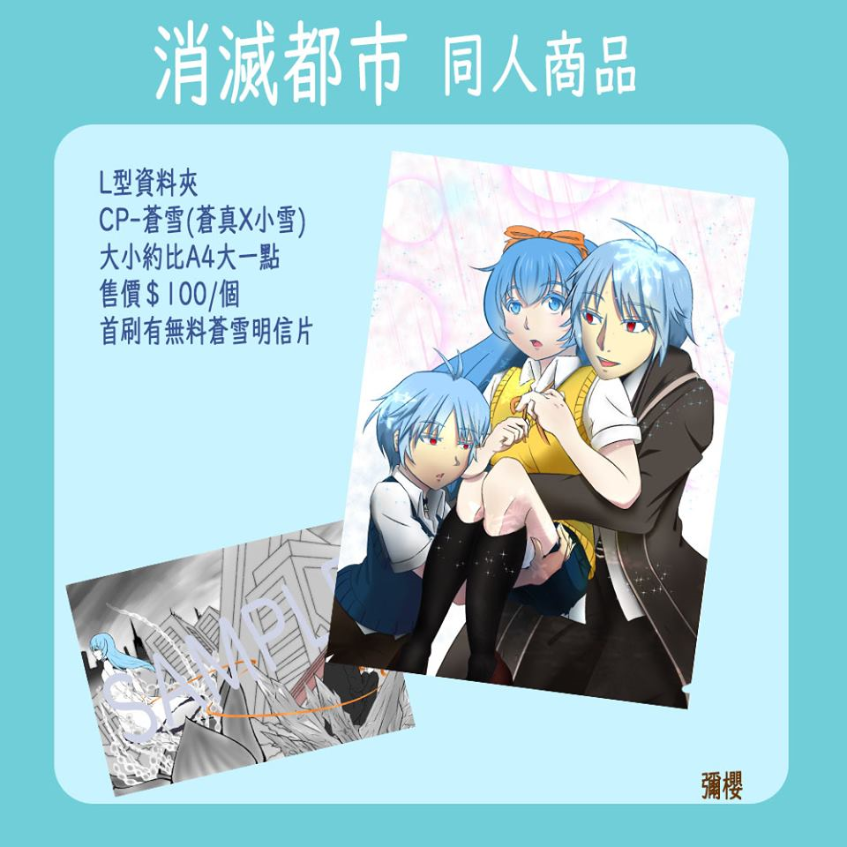 消滅都市 同人商品
L型資料夾
CP-蒼雪(蒼真X小雪)
大小約比A4大一點
售價$100/個
首刷有無料蒼雪明信片
SAMPLE
彌櫻